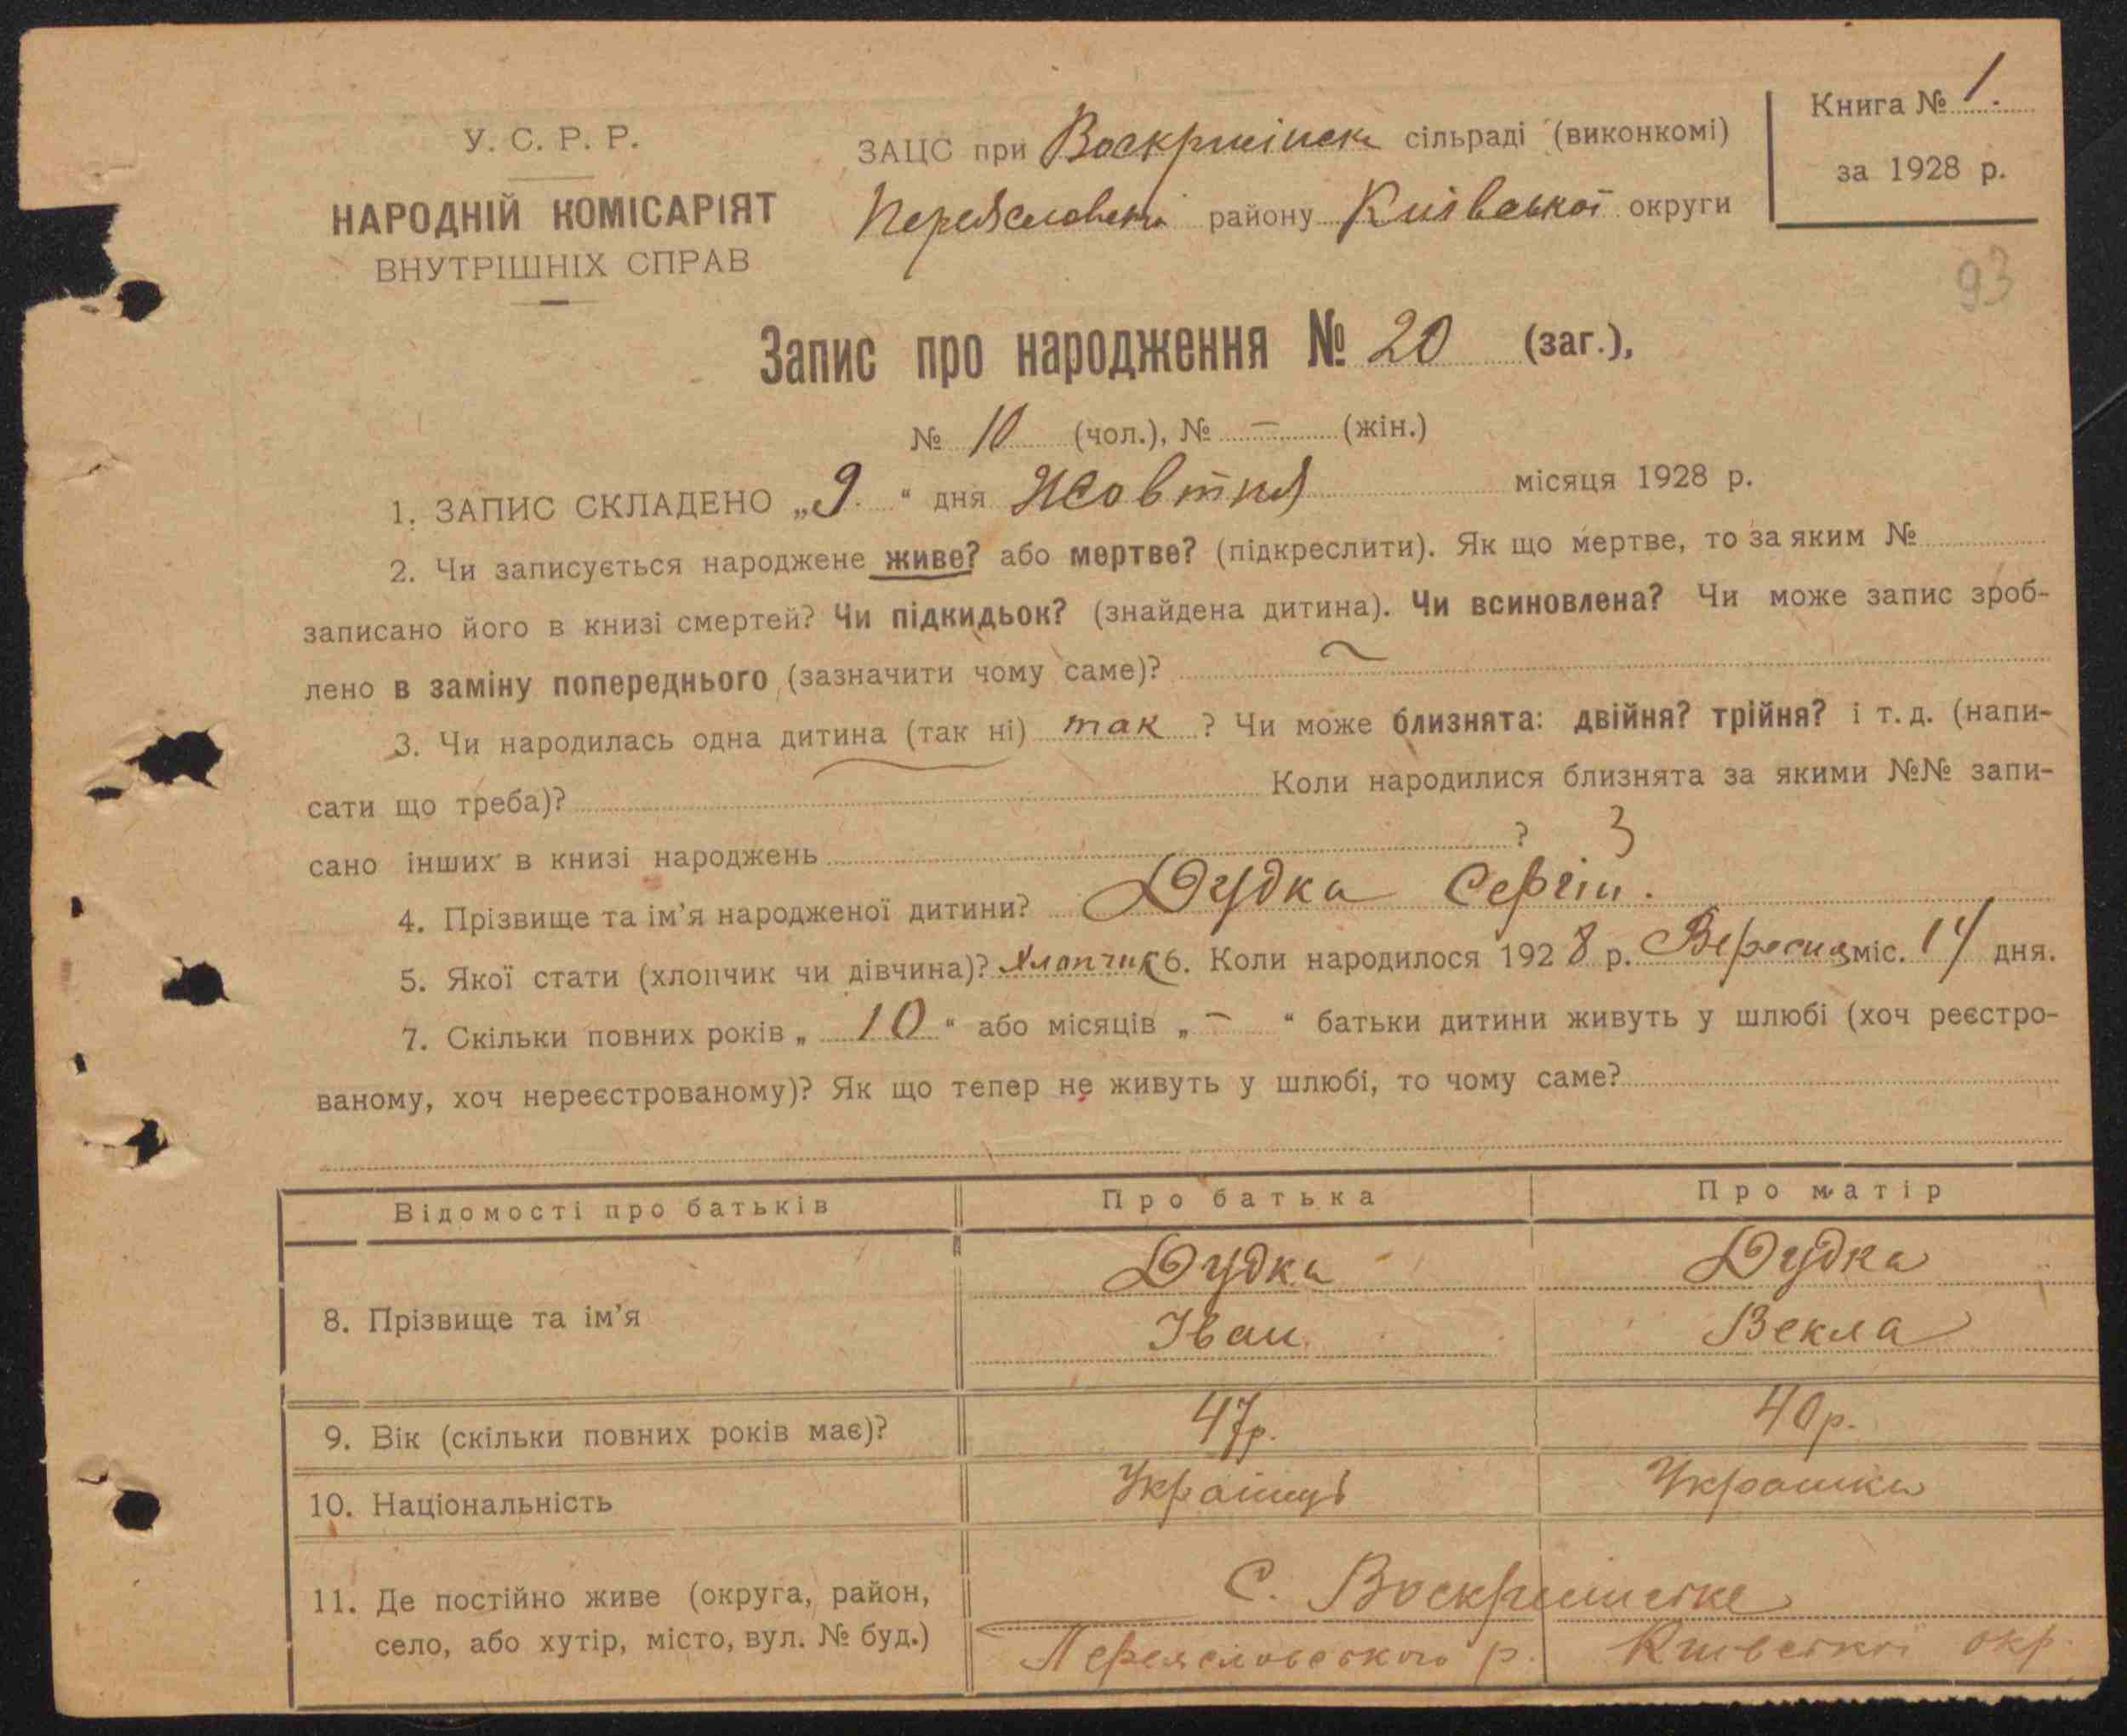 У. С. Р. Р.
НАРОДНІЙ КОМІСАРІЯТ
ВНУТРІШНІХ СПРАВ
ЗАЦС при Воскрисінск сільраді (виконкомі)
Переясловськ району Київської округи
Книга № 1.
за 1928 р.
93
Запис про народження № 20 (заг.),
№ 10 (чол.), № — (жін.)
1. ЗАПИС СКЛАДЕНО „9.“ дня Жовтня місяця 1928 р.
2. Чи записується народжене живе? або мертве? (підкреслити). Як що мертве, то за яким №
записано його в книзі смертей? Чи підкидьок? (знайдена дитина). Чи всиновлена? Чи може запис зроб-
лено в заміну попереднього (зазначити чому саме)? ~
3. Чи народилась одна дитина (так ні) так ? Чи може близнята: двійня? трійня? і т. д. (напи-
сати що треба)? Коли народилися близнята за якими №№ запи-
сано інших в книзі народжень ? 3
4. Прізвище та ім’я народженої дитини? Дудка Сергій.
5. Якої стати (хлопчик чи дівчина)? Хлопчик 6. Коли народилося 1928 р. Вересня міс. 14 дня.
7. Скільки повних років „ 10 “ або місяців „ — “ батьки дитини живуть у шлюбі (хоч реєстро-
ваному, хоч нереєстрованому)? Як що тепер не живуть у шлюбі, то чому саме?
Відомості про батьків Про батька Про матір
8. Прізвище та ім’я
Дудка Дудка
Іван Векла
9. Вік (скільки повних років має)? 47р. 40р.
10. Національність Українець Українка
11. Де постійно живе (округа, район,
село, або хутір, місто, вул. № буд.)
С. Воскришиське
Переясловського р. Київської окр.